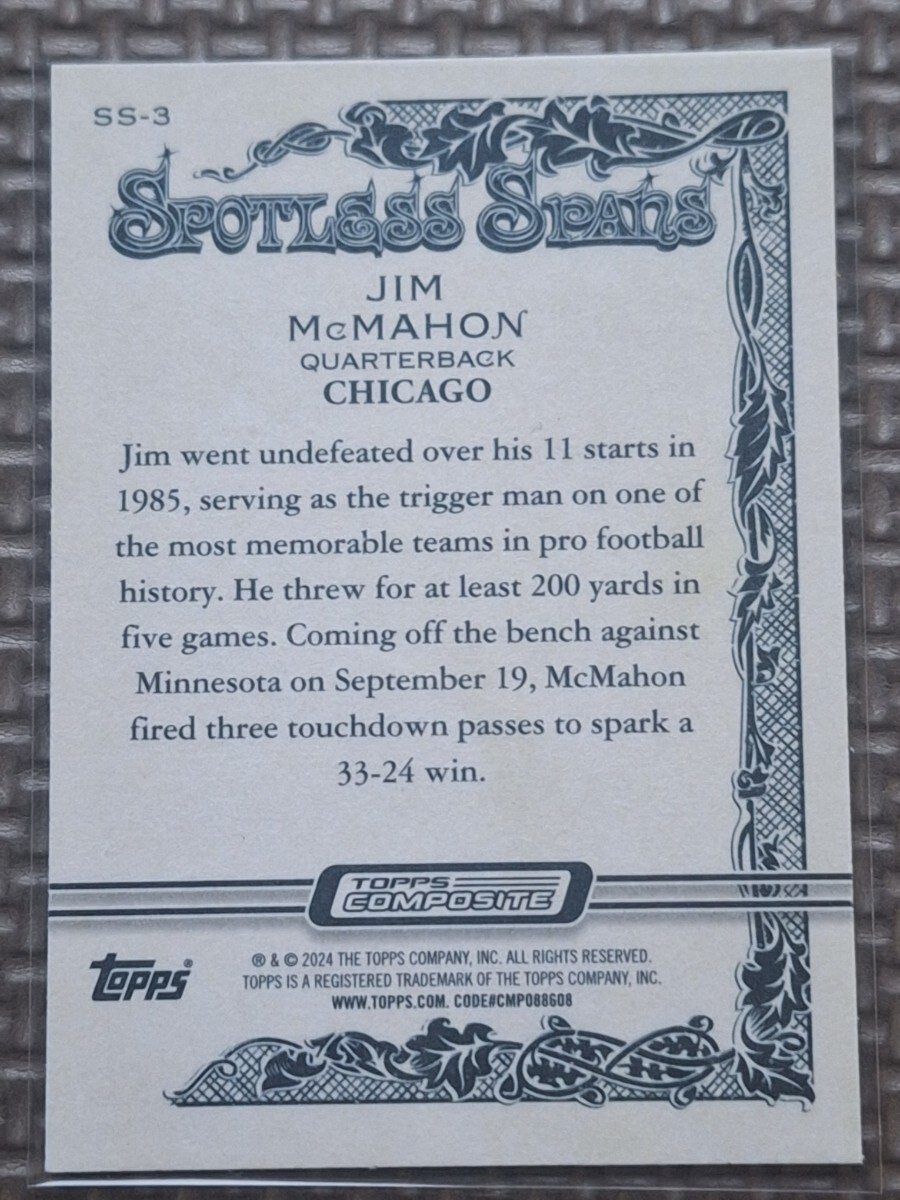 SS-3
SPOTLESS SPANS
JIM
McMAHON
QUARTERBACK
CHICAGO
Jim went undefeated over his 11 starts in
1985, serving as the trigger man on one of
the most memorable teams in pro football
history. He threw for at least 200 yards in
five games. Coming off the bench against
Minnesota on September 19, McMahon
fired three touchdown passes to spark a
33-24 win.
TOPPS
COMPOSITE
topps®
® & © 2024 THE TOPPS COMPANY, INC. ALL RIGHTS RESERVED.
TOPPS IS A REGISTERED TRADEMARK OF THE TOPPS COMPANY, INC.
WWW.TOPPS.COM. CODE#CMP088608